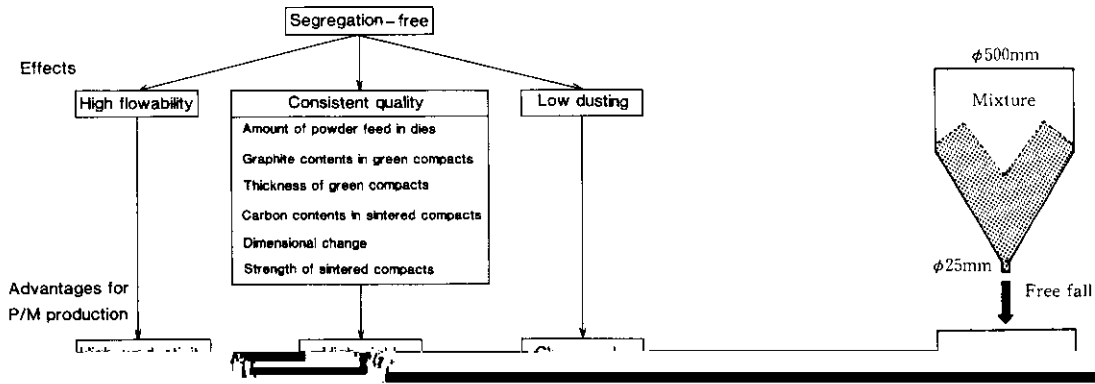 Segregation-free
Effects
High flowability
Consistent quality
Low dusting
Amount of powder feed in dies
Graphite contents in green compacts
Thickness of green compacts
Carbon contents in sintered compacts
Dimensional change
Strength of sintered compacts
Advantages for
P/M production
φ500mm
Mixture
φ25mm
Free fall